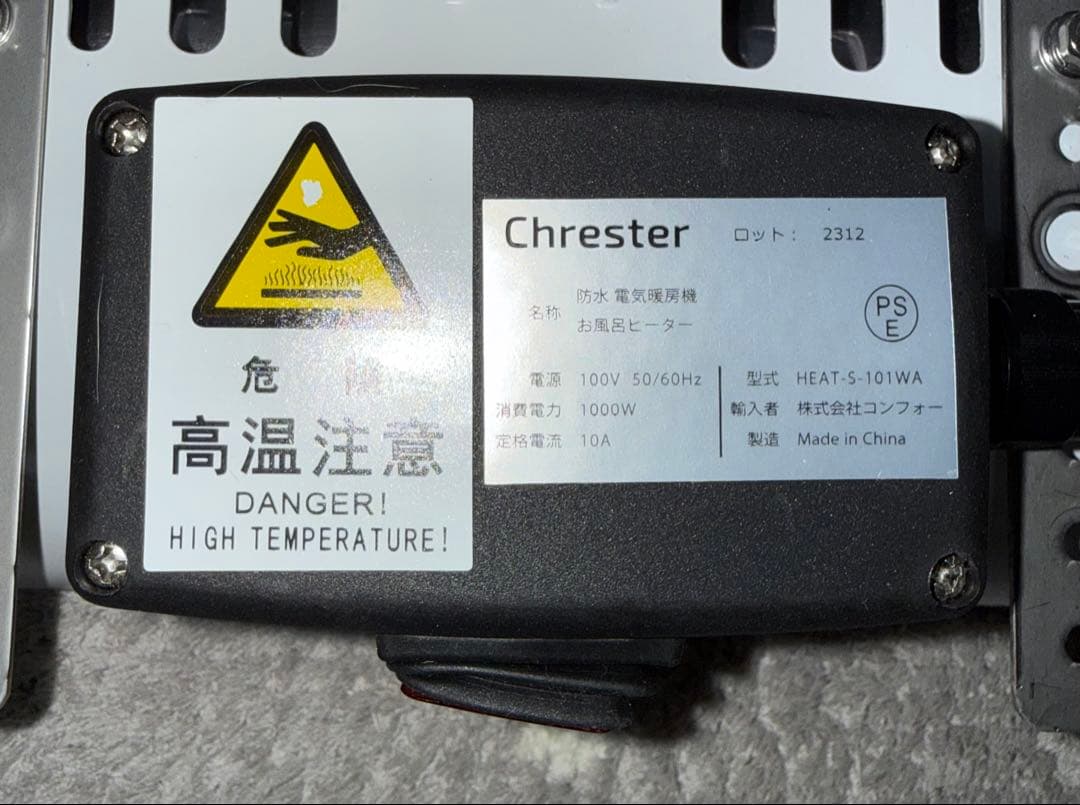 危
高温注意
DANGER!
HIGH TEMPERATURE!
Chrester
ロット： 2312
名称 防水 電気暖房機
お風呂ヒーター
PS
E
電源 100V 50/60Hz
消費電力 1000W
定格電流 10A
型式 HEAT-S-101WA
輸入者 株式会社コンフォー
製造 Made in China